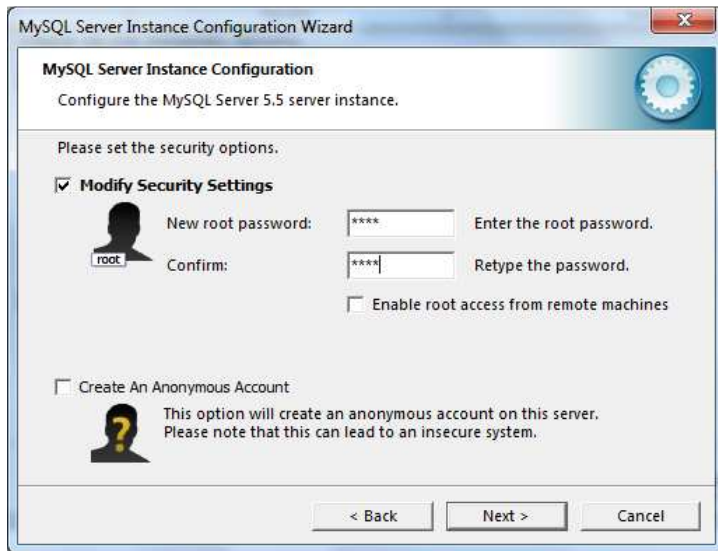 MySQL Server Instance Configuration Wizard
MySQL Server Instance Configuration
Configure the MySQL Server 5.5 server instance.
Please set the security options.
Modify Security Settings
New root password: **** Enter the root password.
root
Confirm: **** Retype the password.
Enable root access from remote machines
Create An Anonymous Account
This option will create an anonymous account on this server.
Please note that this can lead to an insecure system.
< Back Next > Cancel